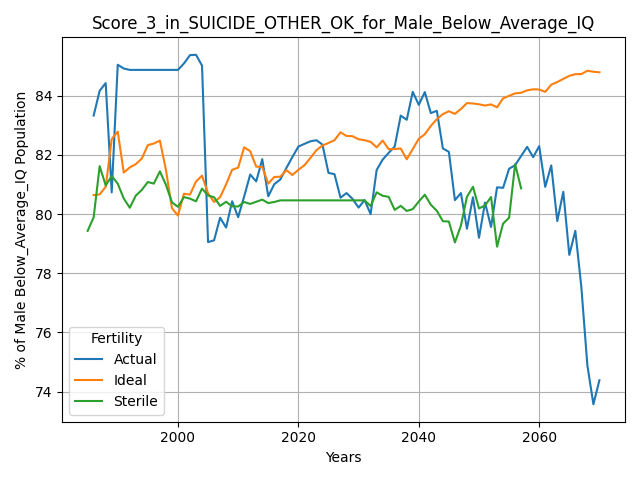 Score_3_in_SUICIDE_OTHER_OK_for_Male_Below_Average_IQ
% of Male Below_Average_IQ Population
84
82
80
78
76
74
Fertility
Actual
Ideal
Sterile
2000 2020 2040 2060
Years